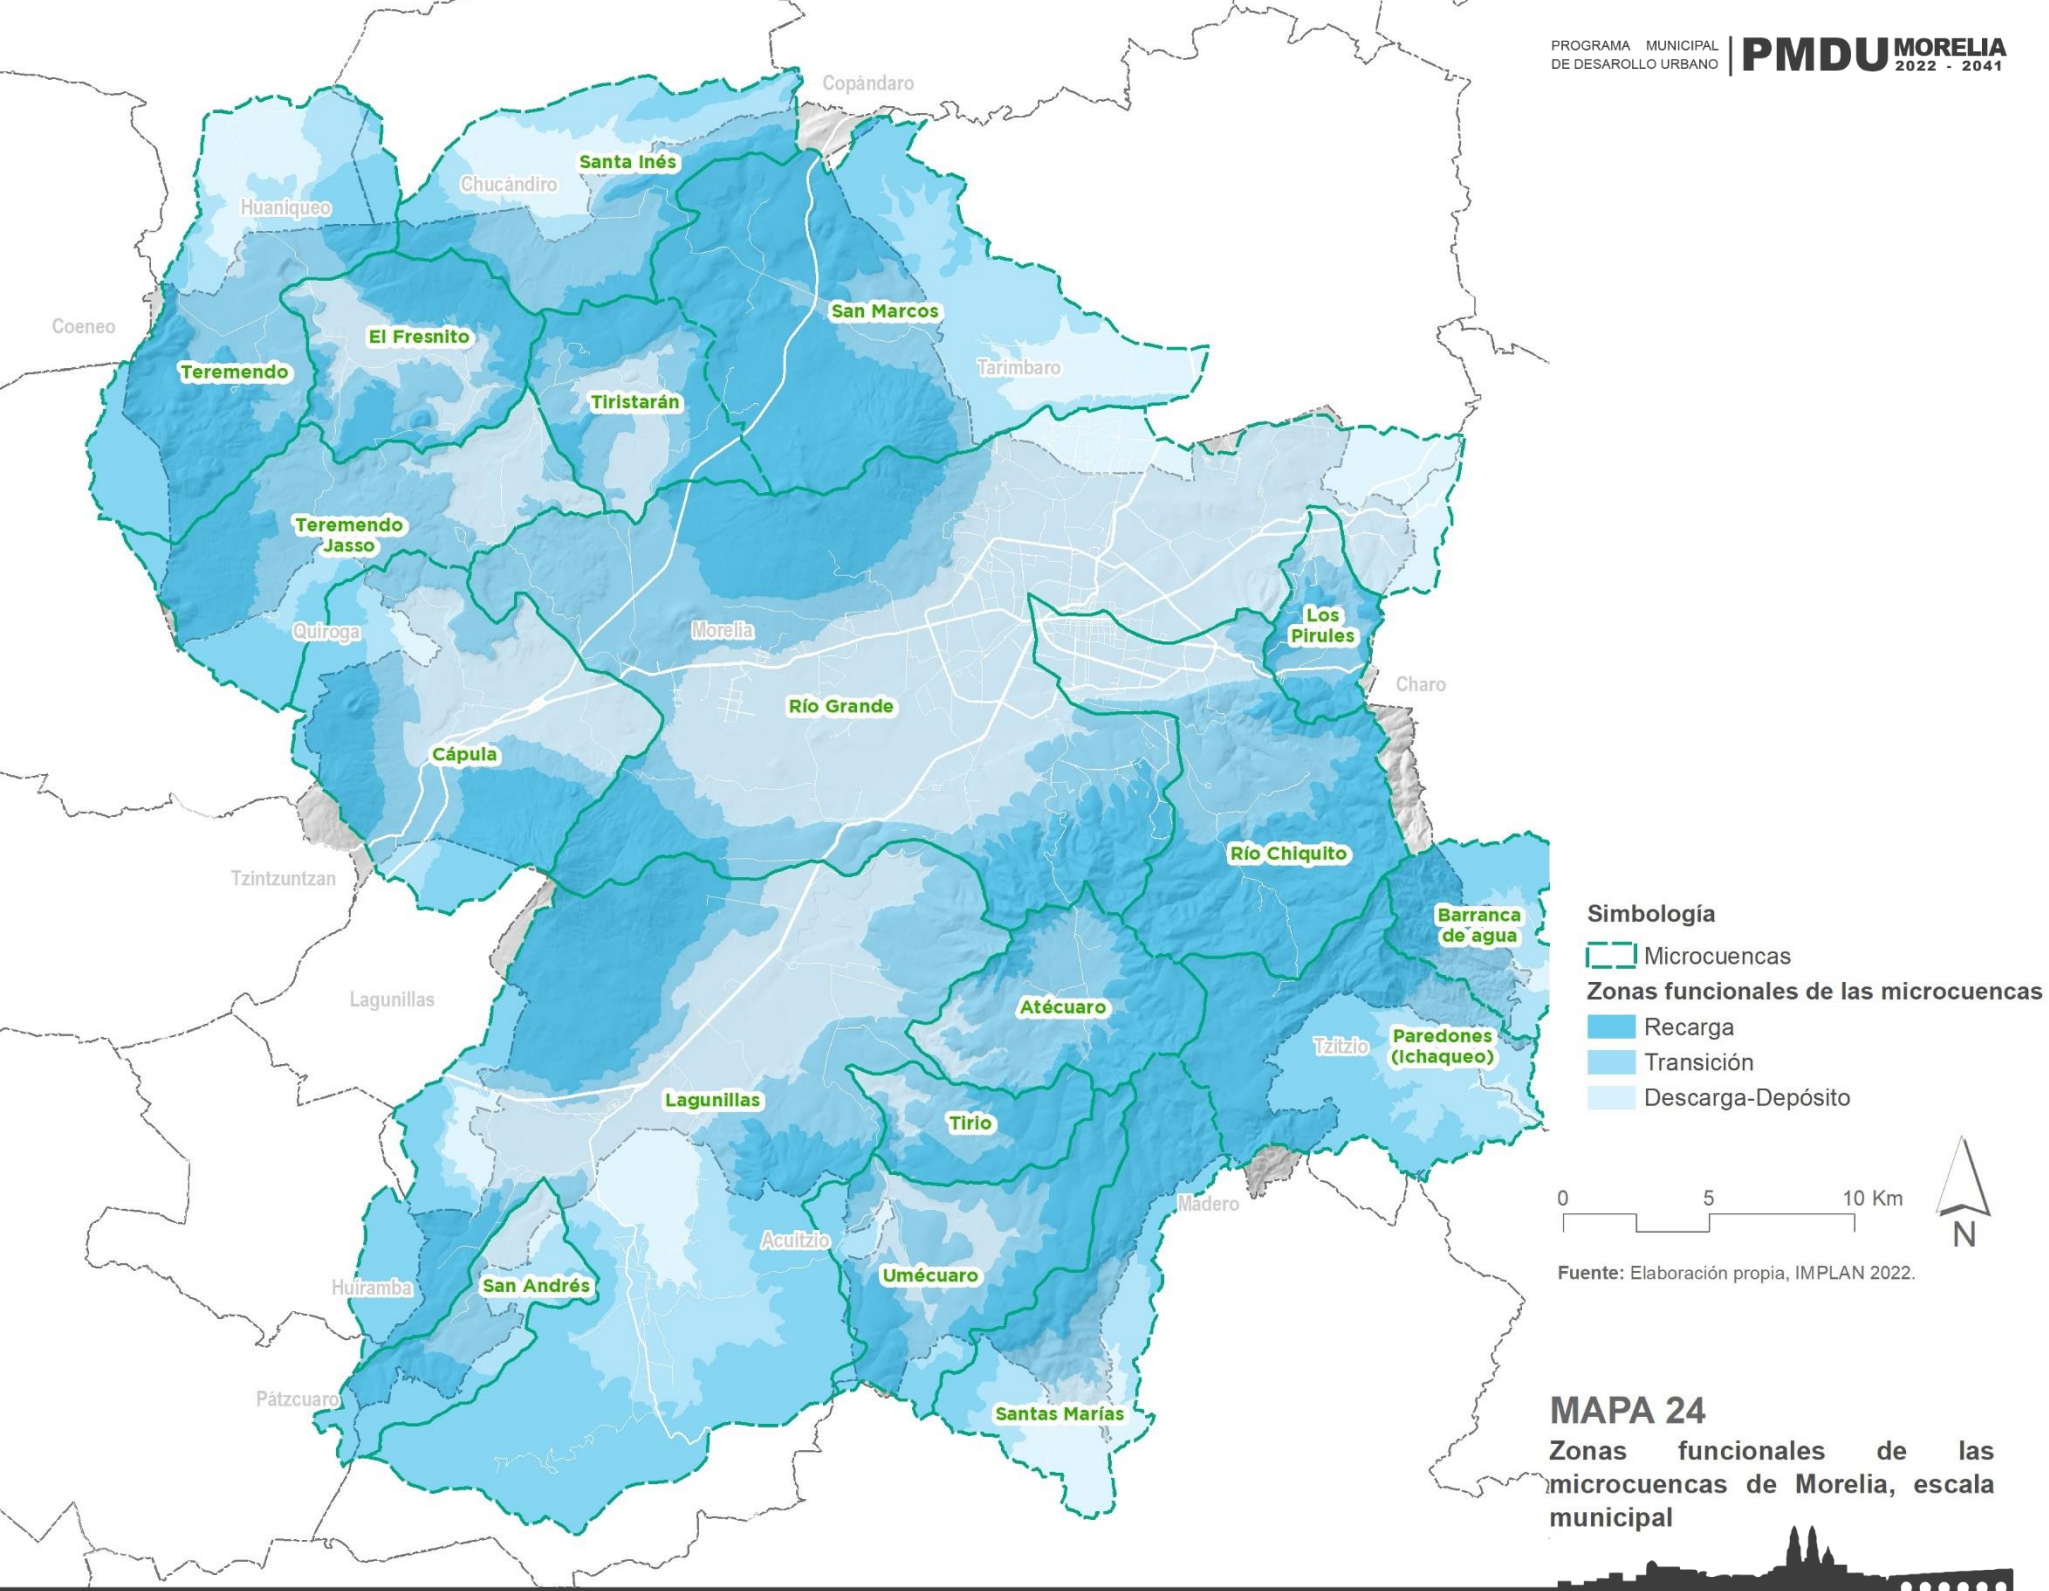 PROGRAMA MUNICIPAL
DE DESAROLLO URBANO
PMDU MORELIA
2022 - 2041
Copándaro
Santa Inés
Chucándiro
Huaniqueo
San Marcos
Coeneo
El Fresnito
Teremendo
Tarímbaro
Tiristarán
Teremendo
Jasso
Quiroga
Morelia
Los
Pirules
Charo
Río Grande
Cápula
Río Chiquito
Tzintzuntzan
Barranca
de agua
Lagunillas
Atécuaro
Tzitzio
Paredones
(Ichaqueo)
Lagunillas
Tirio
Madero
Acuitzio
Umécuaro
Huiramba
San Andrés
Pátzcuaro
Santas Marías
Simbología
Microcuencas
Zonas funcionales de las microcuencas
Recarga
Transición
Descarga-Depósito
0 5 10 Km
N
Fuente: Elaboración propia, IMPLAN 2022.
MAPA 24
Zonas funcionales de las
microcuencas de Morelia, escala
municipal